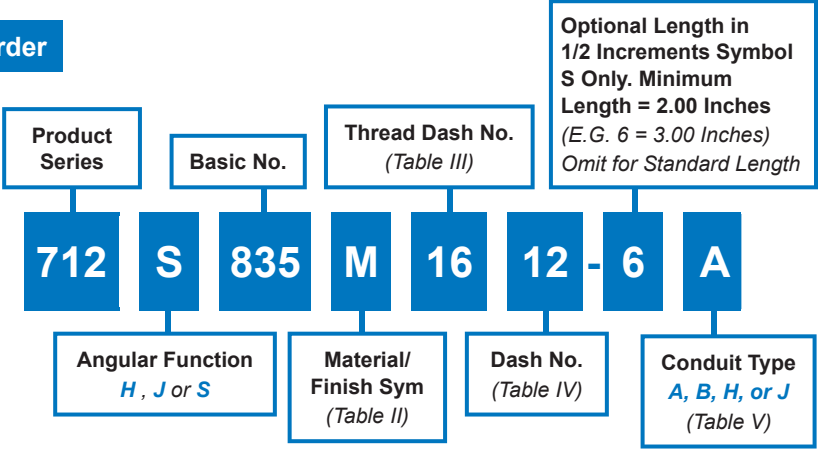 rder
Optional Length in
1/2 Increments Symbol
S Only. Minimum
Length = 2.00 Inches
(E.G. 6 = 3.00 Inches)
Omit for Standard Length
Product
Series
Basic No.
Thread Dash No.
(Table III)
712 S 835 M 16 12 - 6 A
Angular Function
H , J or S
Material/
Finish Sym
(Table II)
Dash No.
(Table IV)
Conduit Type
A, B, H, or J
(Table V)